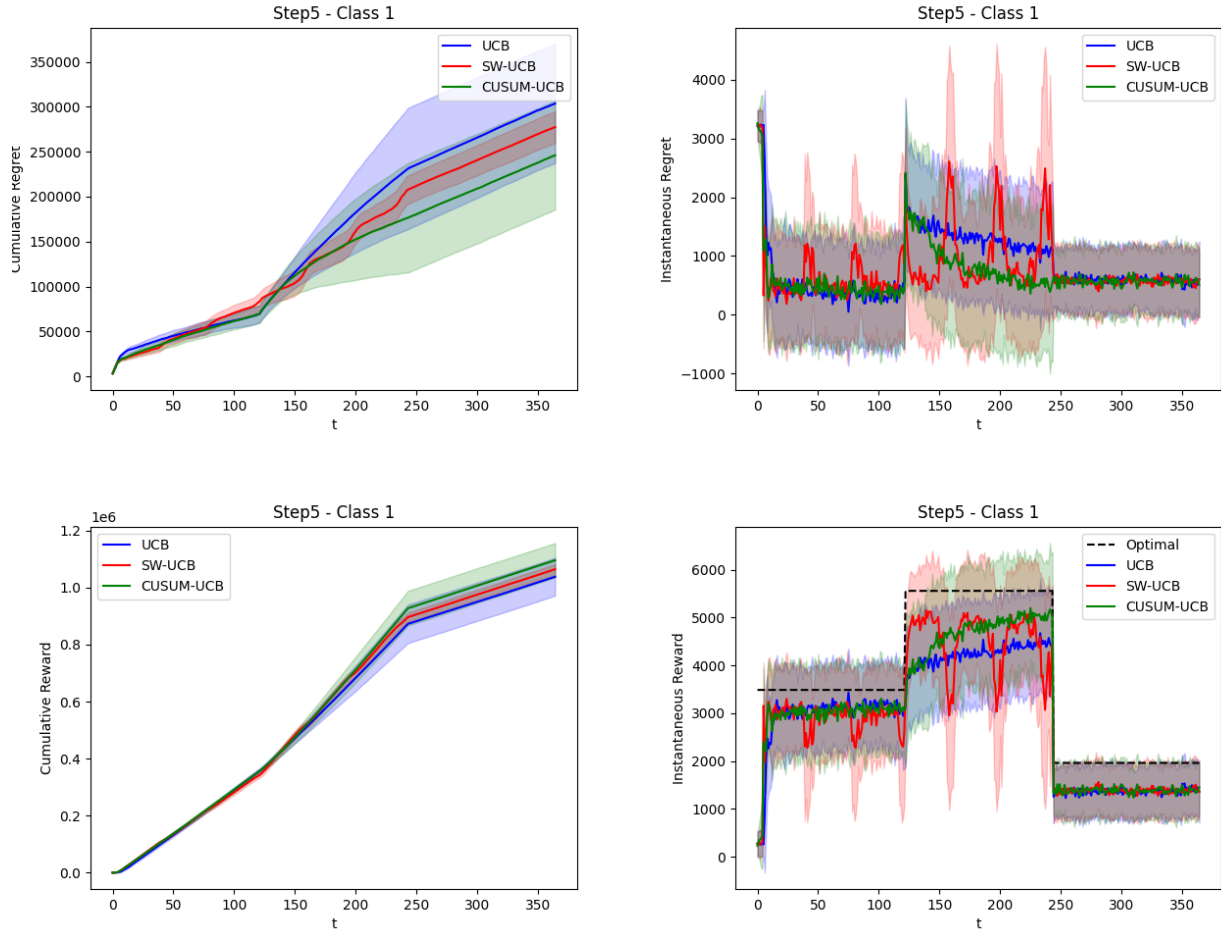 Step5 - Class 1
UCB
SW-UCB
CUSUM-UCB
Cumulative Regret
350000
300000
250000
200000
150000
100000
50000
0
0 50 100 150 200 250 300 350
t
Step5 - Class 1
UCB
SW-UCB
CUSUM-UCB
Instantaneous Regret
4000
3000
2000
1000
0
−1000
0 50 100 150 200 250 300 350
t
Step5 - Class 1
1e6
UCB
SW-UCB
CUSUM-UCB
Cumulative Reward
1.2
1.0
0.8
0.6
0.4
0.2
0.0
0 50 100 150 200 250 300 350
t
Step5 - Class 1
Optimal
UCB
SW-UCB
CUSUM-UCB
Instantaneous Reward
6000
5000
4000
3000
2000
1000
0
0 50 100 150 200 250 300 350
t